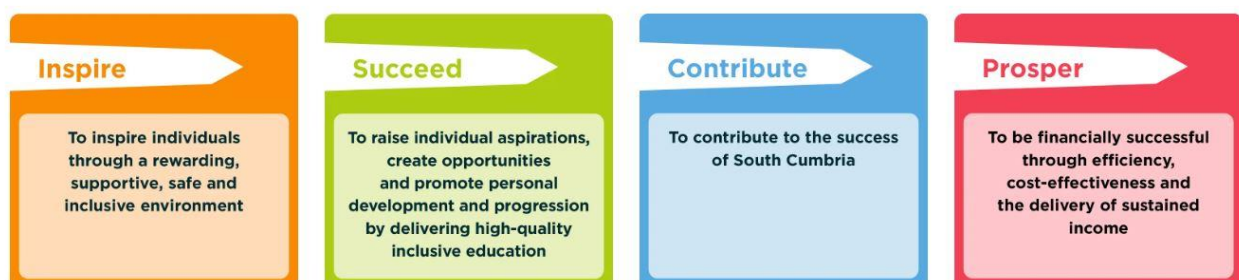 Inspire
To inspire individuals
through a rewarding,
supportive, safe and
inclusive environment
Succeed
To raise individual aspirations,
create opportunities
and promote personal
development and progression
by delivering high-quality
inclusive education
Contribute
To contribute to the success
of South Cumbria
Prosper
To be financially successful
through efficiency,
cost-effectiveness and
the delivery of sustained
income